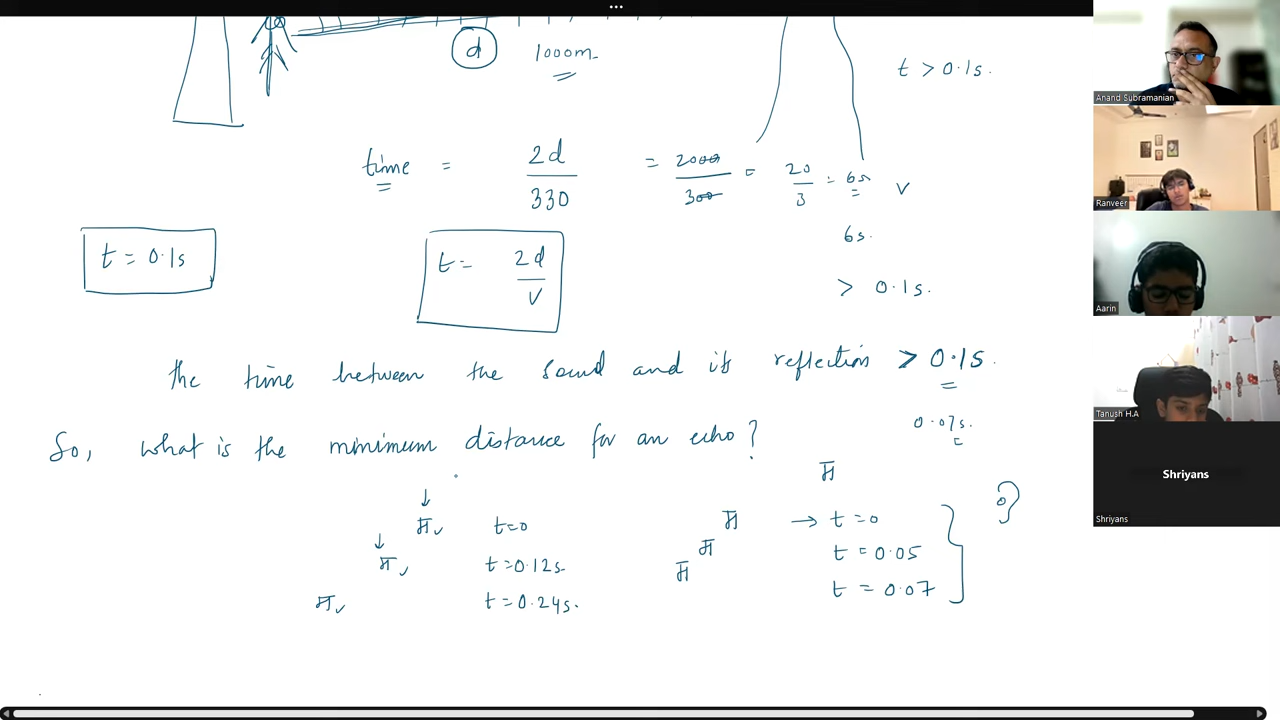 d 1000m
t > 0.1s.
time = 2d / 330 = 2000 / 300 = 20 / 3 = 6s v
6s.
t = 0.1s
t = 2d / v
> 0.1s.
the time between the sound and its reflection > 0.1s.
0.07s.
So, what is the minimum distance for an echo?
t=0
t=0.12s
t=0.24s.
→ t=0
t = 0.05
t = 0.07
Anand Subramanian
Ranveer
Aarin
Tanush H.A
Shriyans
Shriyans